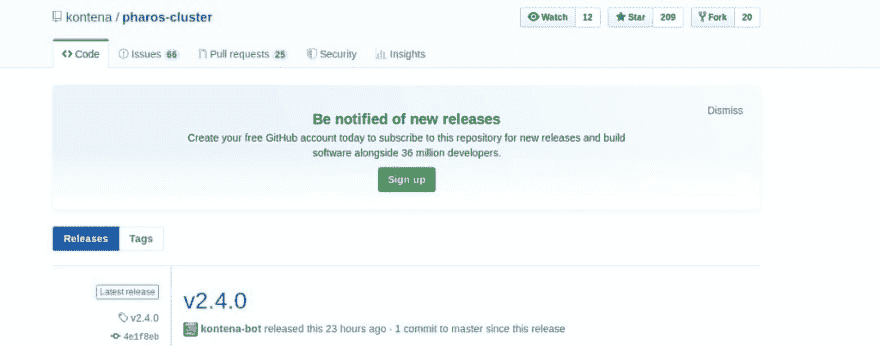 kontena / pharos-cluster
Watch 12 Star 209 Fork 20
Code Issues 66 Pull requests 25 Security Insights
Be notified of new releases
Dismiss
Create your free GitHub account today to subscribe to this repository for new releases and build
software alongside 36 million developers.
Sign up
Releases Tags
Latest release
v2.4.0
v2.4.0
kontena-bot released this 23 hours ago · 1 commit to master since this release
4e1f8eb